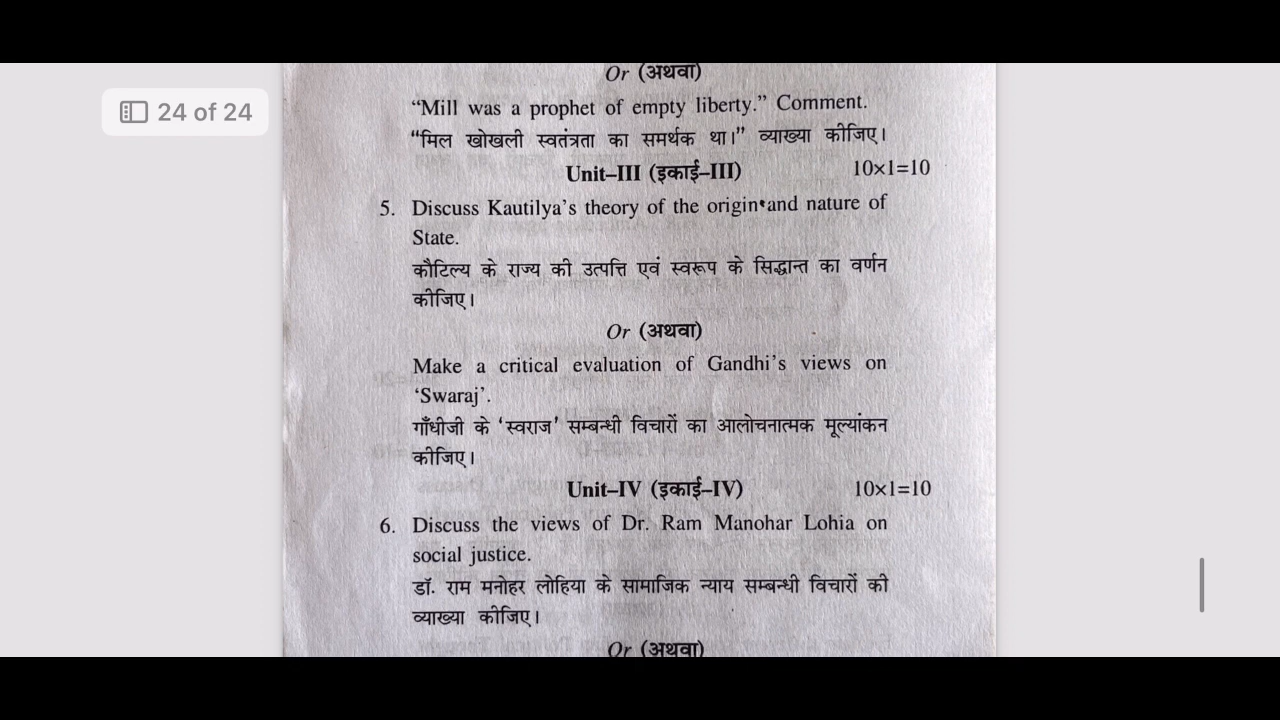 Or (अथवा)
24 of 24
“Mill was a prophet of empty liberty.” Comment.
“मिल खोखली स्वतंत्रता का समर्थक था।” व्याख्या कीजिए।
Unit–III (इकाई–III) 10×1=10
5. Discuss Kautilya’s theory of the origin and nature of
State.
कौटिल्य के राज्य की उत्पत्ति एवं स्वरूप के सिद्धान्त का वर्णन
कीजिए।
Or (अथवा)
Make a critical evaluation of Gandhi’s views on
‘Swaraj’.
गाँधीजी के ‘स्वराज’ सम्बन्धी विचारों का आलोचनात्मक मूल्यांकन
कीजिए।
Unit–IV (इकाई–IV) 10×1=10
6. Discuss the views of Dr. Ram Manohar Lohia on
social justice.
डॉ. राम मनोहर लोहिया के सामाजिक न्याय सम्बन्धी विचारों की
व्याख्या कीजिए।
Or (अथवा)